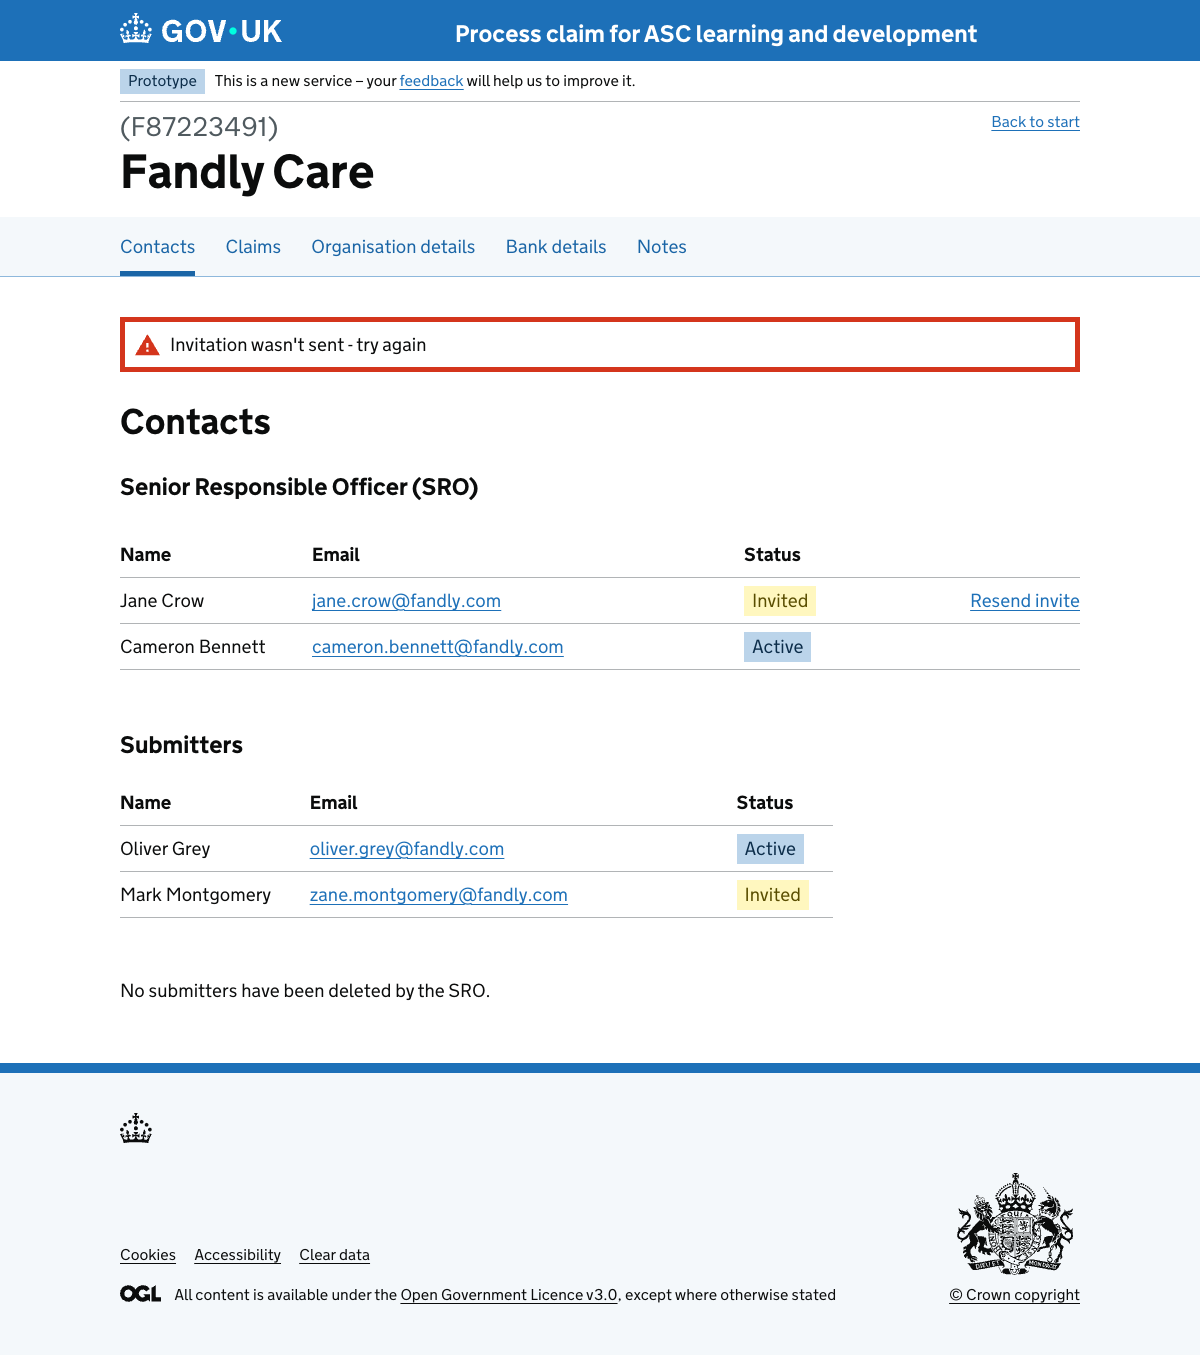 GOV·UK
Process claim for ASC learning and development
Prototype This is a new service – your feedback will help us to improve it.
(F87223491)
Back to start
Fandly Care
Contacts Claims Organisation details Bank details Notes
Invitation wasn't sent - try again
Contacts
Senior Responsible Officer (SRO)
Name Email Status
Jane Crow jane.crow@fandly.com Invited Resend invite
Cameron Bennett cameron.bennett@fandly.com Active
Submitters
Name Email Status
Oliver Grey oliver.grey@fandly.com Active
Mark Montgomery zane.montgomery@fandly.com Invited
No submitters have been deleted by the SRO.
Cookies Accessibility Clear data
OGL All content is available under the Open Government Licence v3.0, except where otherwise stated
© Crown copyright